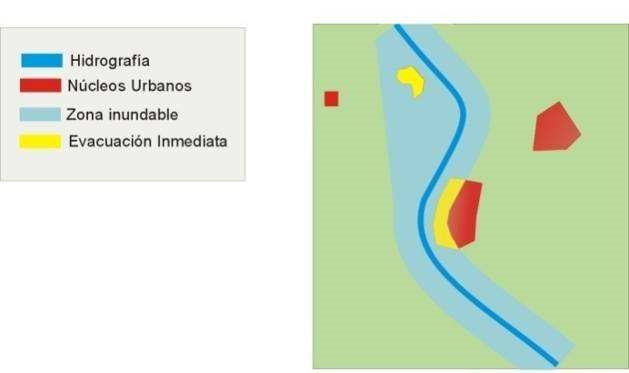 Hidrografía
Núcleos Urbanos
Zona inundable
Evacuación Inmediata